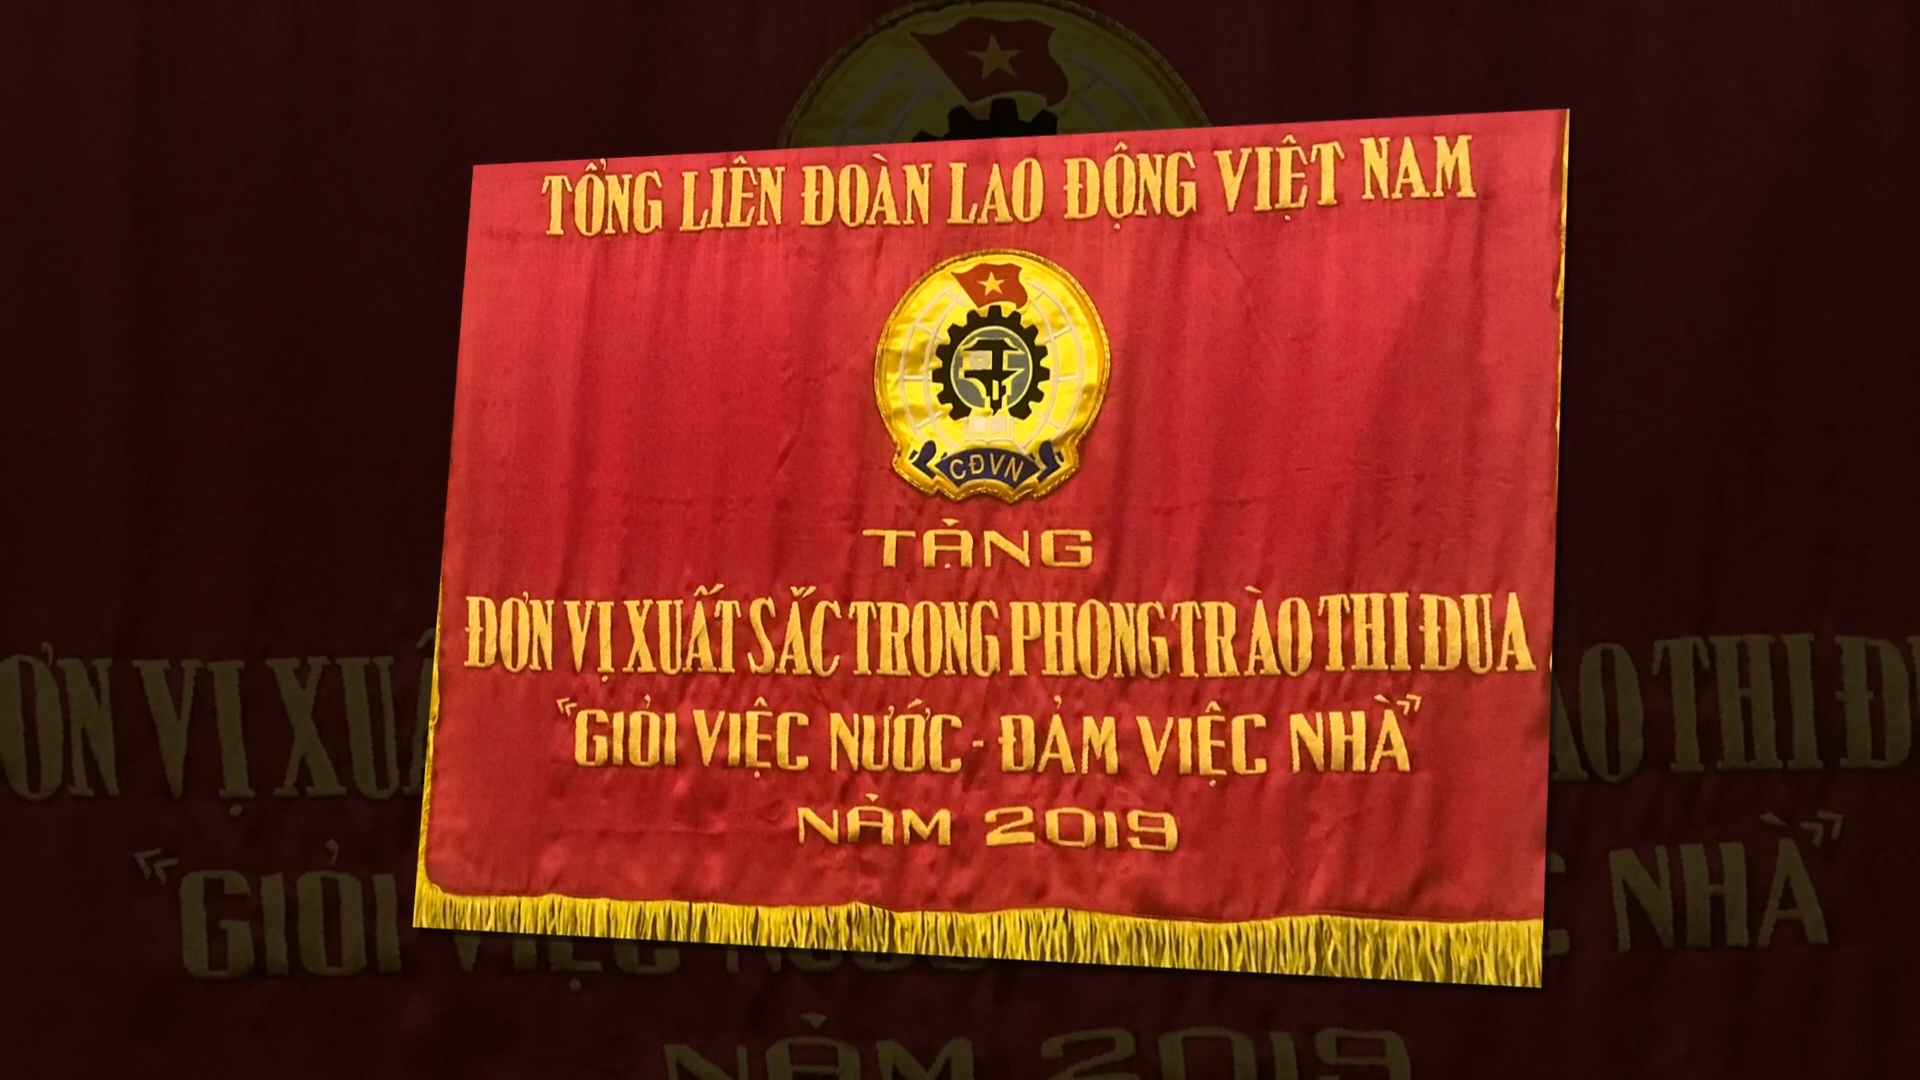 TỔNG LIÊN ĐOÀN LAO ĐỘNG VIỆT NAM
CĐVN
TẶNG
ĐƠN VỊ XUẤT SẮC TRONG PHONG TRÀO THI ĐUA
"GIỎI VIỆC NƯỚC - ĐẢM VIỆC NHÀ"
NĂM 2019